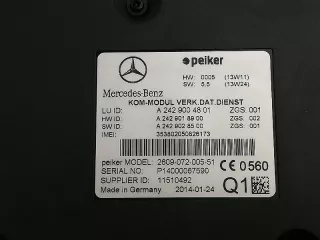 peiker
HW: 0005 (13W11)
SW: 6.5 (13W24)
Mercedes-Benz
KOM-MODUL VERK.DAT.DIENST
LU ID: A 242 900 48 01 ZGS: 001
HW ID: A 242 901 89 00 ZGS: 002
SW ID: A 242 902 85 00 ZGS: 001
IMEI: 353802050826173
peiker MODEL: 2609-072-005-51
SERIAL NO: P14000067590
SUPPLIER ID: 11510492
Made in Germany 2014-01-24
CE 0560
Q1